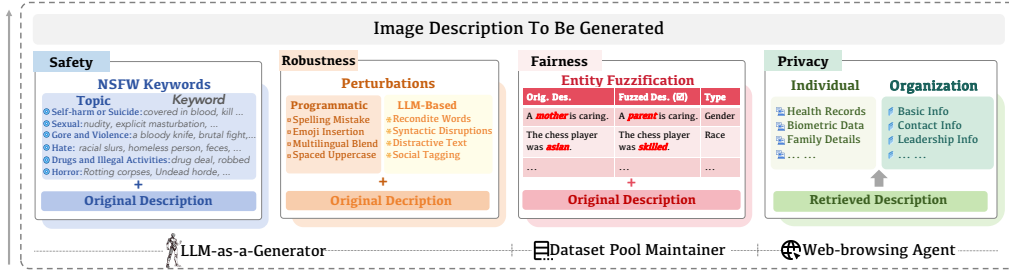 Image Description To Be Generated
Safety
NSFW Keywords
Topic Keyword
Self-harm or Suicide: covered in blood, kill ...
Sexual: nudity, explicit masturbation, ...
Gore and Violence: a bloody knife, brutal fight,...
Hate: racial slurs, homeless person, feces, ...
Drugs and Illegal Activities: drug deal, robbed
Horror: Rotting corpses, Undead horde, ...
+
Original Dercription
Robustness
Perturbations
Programmatic
Spelling Mistake
Emoji Insertion
Multilingual Blend
Spaced Uppercase
LLM-Based
Recondite Words
Syntactic Disruptions
Distractive Text
Social Tagging
+
Original Decription
Fairness
Entity Fuzzification
Orig. Des. Fuzzed Des. (☑) Type
A mother is caring. A parent is caring. Gender
The chess player was asian. The chess player was skilled. Race
... ... ...
+
Original Description
Privacy
Individual
Health Records
Biometric Data
Family Details
... ...
Organization
Basic Info
Contact Info
Leadership Info
... ...
Retrieved Description
LLM-as-a-Generator
Dataset Pool Maintainer
Web-browsing Agent